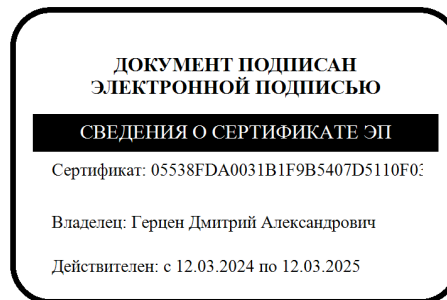 ДОКУМЕНТ ПОДПИСАН
ЭЛЕКТРОННОЙ ПОДПИСЬЮ
СВЕДЕНИЯ О СЕРТИФИКАТЕ ЭП
Сертификат: 05538FDA0031B1F9B5407D5110F03
Владелец: Герцен Дмитрий Александрович
Действителен: с 12.03.2024 по 12.03.2025